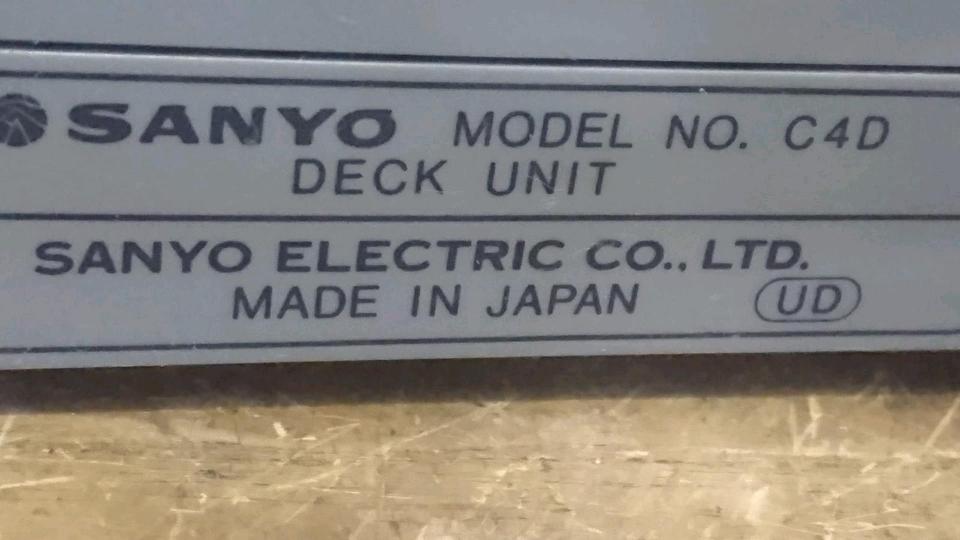 SANYO MODEL NO. C4D
DECK UNIT
SANYO ELECTRIC CO., LTD.
MADE IN JAPAN UD